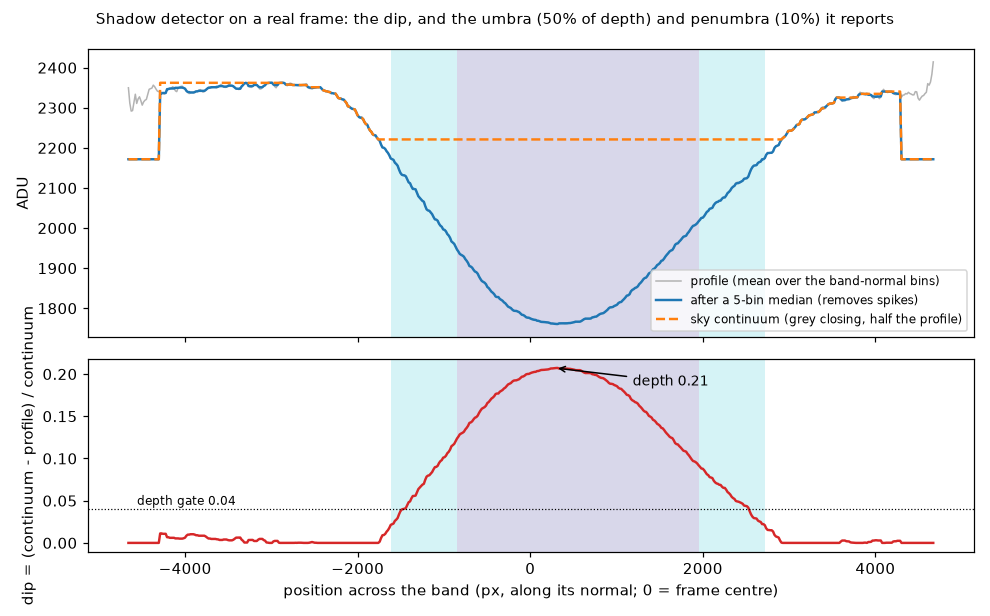 Shadow detector on a real frame: the dip, and the umbra (50% of depth) and penumbra (10%) it reports
2400
2300
2200
2100
2000
1900
1800
ADU
profile (mean over the band-normal bins)
after a 5-bin median (removes spikes)
sky continuum (grey closing, half the profile)
0.20
0.15
0.10
0.05
0.00
dip = (continuum - profile) / continuum
depth 0.21
depth gate 0.04
−4000
−2000
0
2000
4000
position across the band (px, along its normal; 0 = frame centre)